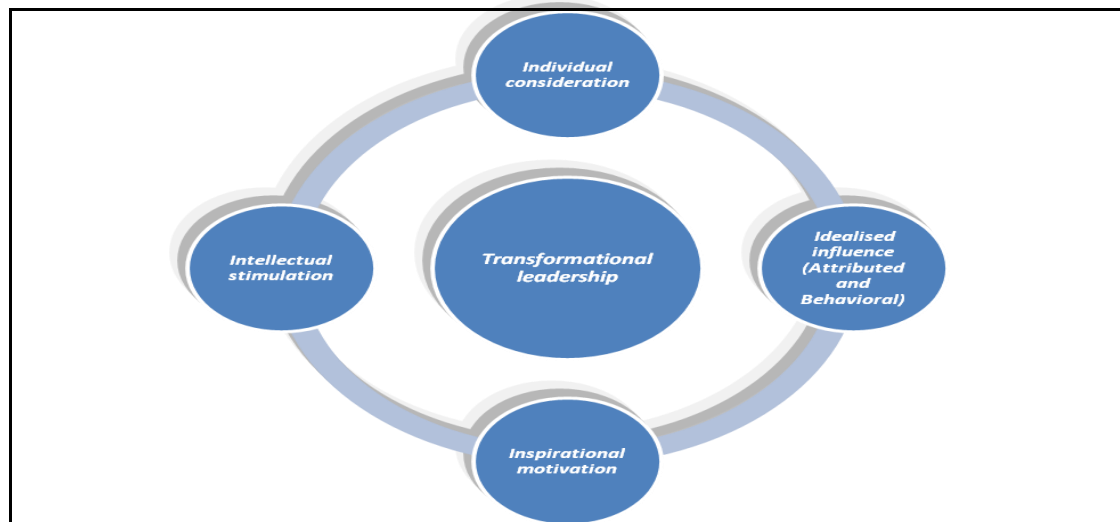 Individual
consideration
Intellectual
stimulation
Transformational
leadership
Idealised
influence
(Attributed
and
Behavioral)
Inspirational
motivation